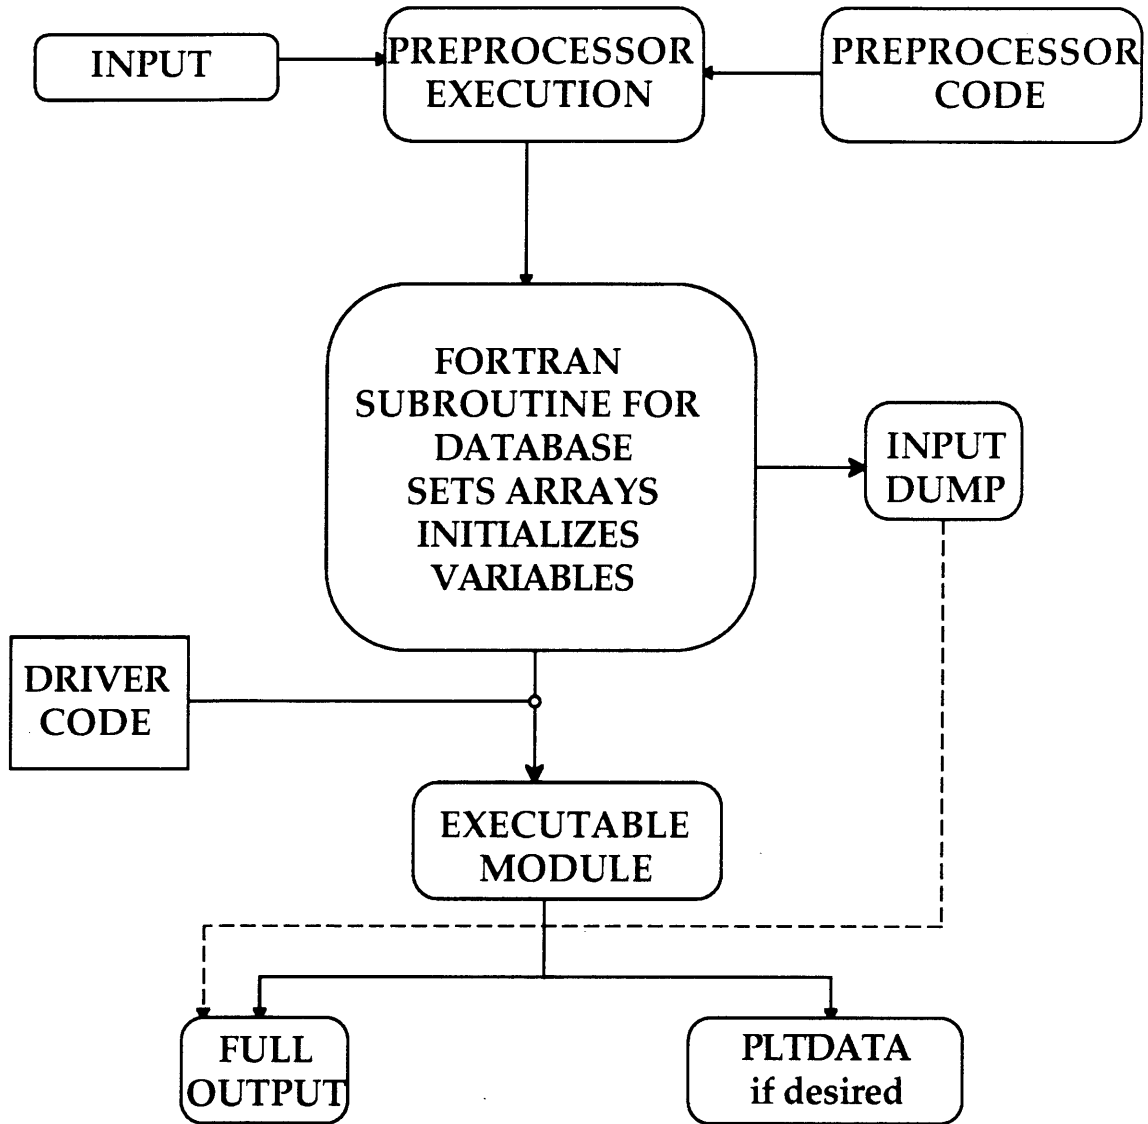 INPUT
PREPROCESSOR
EXECUTION
PREPROCESSOR
CODE
FORTRAN
SUBROUTINE FOR
DATABASE
SETS ARRAYS
INITIALIZES
VARIABLES
INPUT
DUMP
DRIVER
CODE
EXECUTABLE
MODULE
FULL
OUTPUT
PLTDATA
if desired